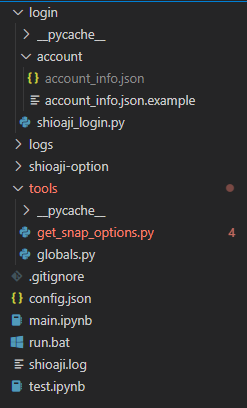 login
__pycache__
account
account_info.json
account_info.json.example
shioaji_login.py
logs
shioaji-option
tools
__pycache__
get_snap_options.py 4
globals.py
.gitignore
config.json
main.ipynb
run.bat
shioaji.log
test.ipynb